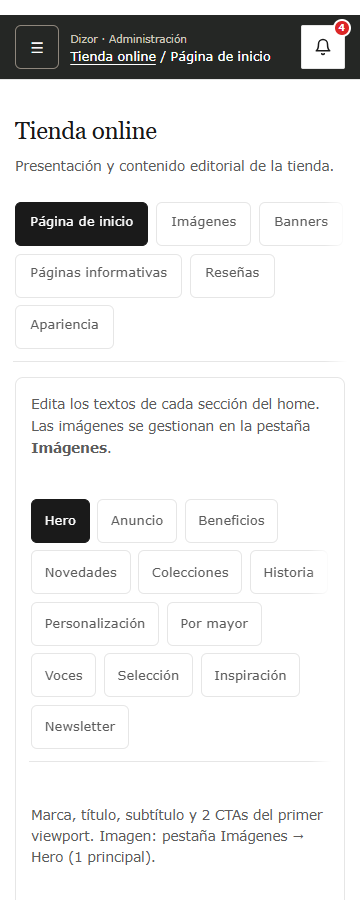 4
Dizor · Administración
☰
Tienda online / Página de inicio
Tienda online
Presentación y contenido editorial de la tienda.
Página de inicio Imágenes Banners
Páginas informativas Reseñas
Apariencia
Edita los textos de cada sección del home.
Las imágenes se gestionan en la pestaña
Imágenes.
Hero Anuncio Beneficios
Novedades Colecciones Historia
Personalización Por mayor
Voces Selección Inspiración
Newsletter
Marca, título, subtítulo y 2 CTAs del primer
viewport. Imagen: pestaña Imágenes →
Hero (1 principal).